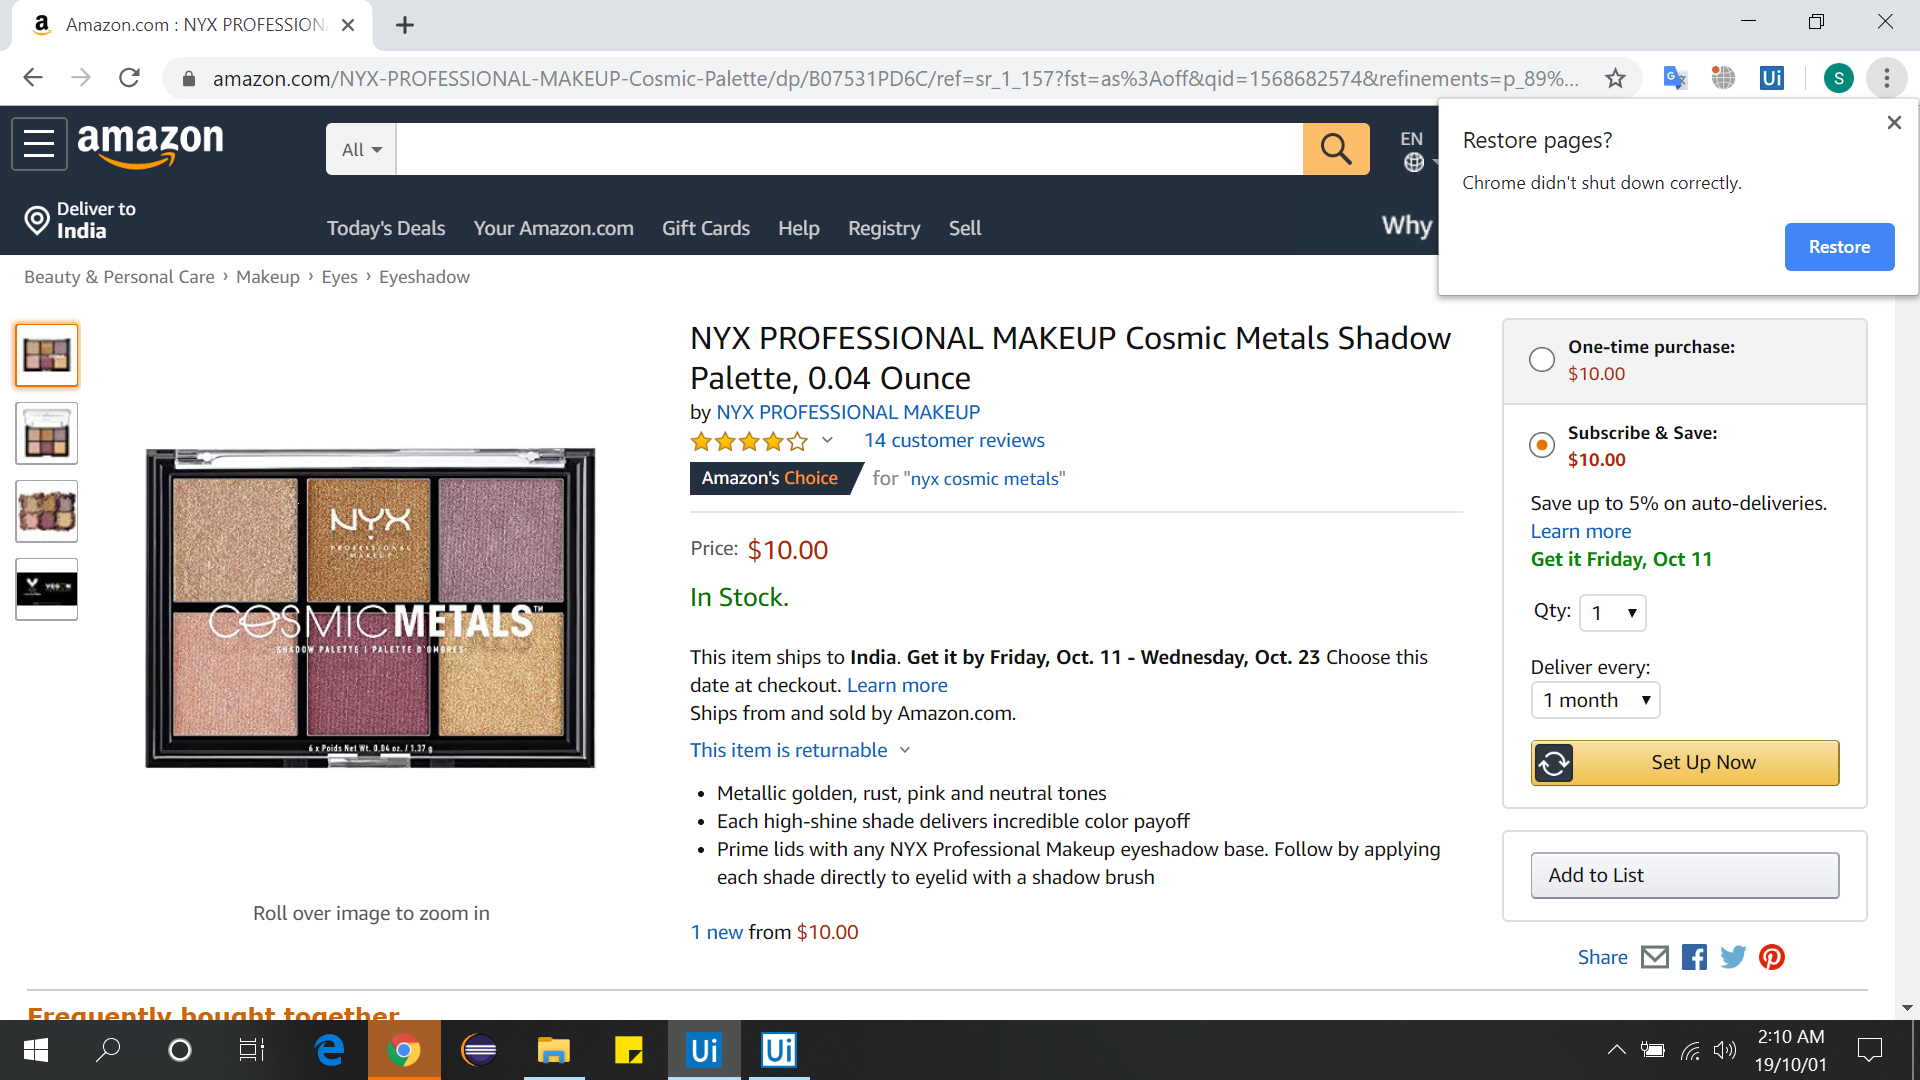 Amazon.com : NYX PROFESSION
amazon.com/NYX-PROFESSIONAL-MAKEUP-Cosmic-Palette/dp/B07531PD6C/ref=sr_1_157?fst=as%3Aoff&qid=1568682574&refinements=p_89%...
S
Restore pages?
Chrome didn't shut down correctly.
Restore
amazon
All
EN
Deliver to
India
Today's Deals
Your Amazon.com
Gift Cards
Help
Registry
Sell
Why
Beauty & Personal Care › Makeup › Eyes › Eyeshadow
NYX
PROFESSIONAL
MAKEUP
COSMIC METALS™
SHADOW PALETTE | PALETTE D'OMBRES
6 x Poids Net Wt. 0.04 oz. / 1.37 g
Roll over image to zoom in
NYX PROFESSIONAL MAKEUP Cosmic Metals Shadow
Palette, 0.04 Ounce
by NYX PROFESSIONAL MAKEUP
14 customer reviews
Amazon's Choice for "nyx cosmic metals"
Price: $10.00
In Stock.
This item ships to India. Get it by Friday, Oct. 11 - Wednesday, Oct. 23 Choose this
date at checkout. Learn more
Ships from and sold by Amazon.com.
This item is returnable
• Metallic golden, rust, pink and neutral tones
• Each high-shine shade delivers incredible color payoff
• Prime lids with any NYX Professional Makeup eyeshadow base. Follow by applying
each shade directly to eyelid with a shadow brush
1 new from $10.00
One-time purchase:
$10.00
Subscribe & Save:
$10.00
Save up to 5% on auto-deliveries.
Learn more
Get it Friday, Oct 11
Qty: 1
Deliver every:
1 month
Set Up Now
Add to List
Share
Frequently bought together
Ui
Ui
2:10 AM
19/10/01